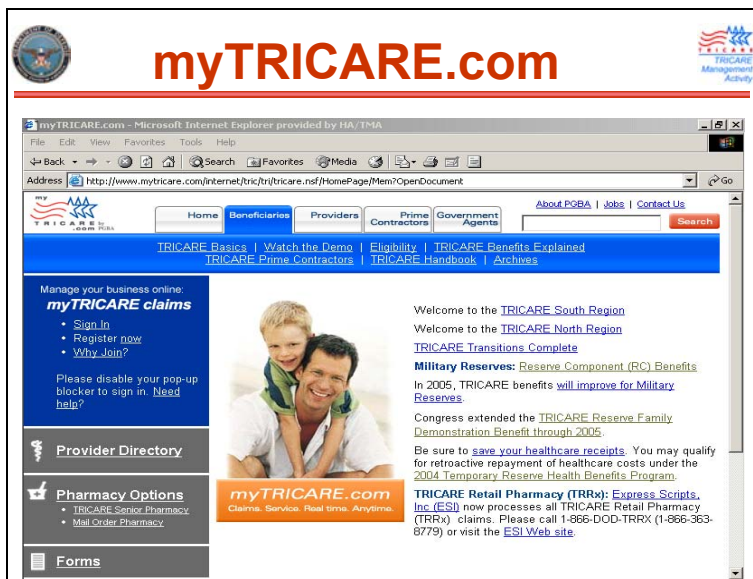 myTRICARE.com
TRICARE
Management
Activity
myTRICARE.com - Microsoft Internet Explorer provided by HA/TMA
File Edit View Favorites Tools Help
Back Search Favorites Media
Address http://www.mytricare.com/internet/tric/tri/tricare.nsf/HomePage/Mem?OpenDocument Go
my
TRICARE by
.com PGBA
Home Beneficiaries Providers Prime Contractors Government Agents
About PGBA | Jobs | Contact Us
Search
TRICARE Basics | Watch the Demo | Eligibility | TRICARE Benefits Explained
TRICARE Prime Contractors | TRICARE Handbook | Archives
Manage your business online:
myTRICARE claims
• Sign In
• Register now
• Why Join?
Please disable your pop-up
blocker to sign in. Need
help?
Provider Directory
Pharmacy Options
• TRICARE Senior Pharmacy
• Mail Order Pharmacy
Forms
myTRICARE.com
Claims. Service. Real time. Anytime.
Welcome to the TRICARE South Region
Welcome to the TRICARE North Region
TRICARE Transitions Complete
Military Reserves: Reserve Component (RC) Benefits
In 2005, TRICARE benefits will improve for Military
Reserves.
Congress extended the TRICARE Reserve Family
Demonstration Benefit through 2005.
Be sure to save your healthcare receipts. You may qualify
for retroactive repayment of healthcare costs under the
2004 Temporary Reserve Health Benefits Program.
TRICARE Retail Pharmacy (TRRx): Express Scripts,
Inc (ESI) now processes all TRICARE Retail Pharmacy
(TRRx) claims. Please call 1-866-DOD-TRRX (1-866-363-
8779) or visit the ESI Web site.